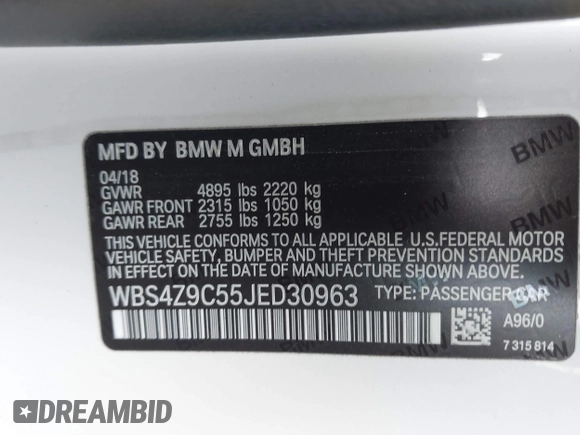 MFD BY BMW M GMBH
04/18
GVWR 4895 lbs 2220 kg
GAWR FRONT 2315 lbs 1050 kg
GAWR REAR 2755 lbs 1250 kg
THIS VEHICLE CONFORMS TO ALL APPLICABLE U.S.FEDERAL MOTOR
VEHICLE SAFETY, BUMPER, AND THEFT PREVENTION
STANDARDS IN EFFECT ON THE DATE OF MANUFACTURE
SHOWN ABOVE.
WBS4Z9C55JED30963 TYPE: PASSENGER CAR
A96/0
7 315 814
BMW
BMW
BMW
BMW
DREAMBID